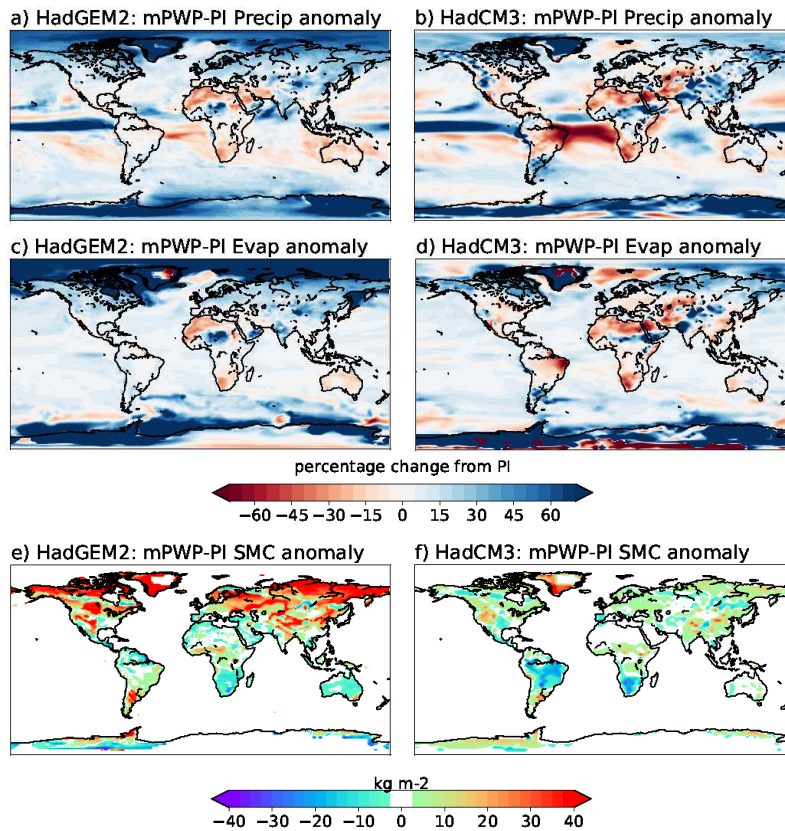 a) HadGEM2: mPWP-PI Precip anomaly
b) HadCM3: mPWP-PI Precip anomaly
c) HadGEM2: mPWP-PI Evap anomaly
d) HadCM3: mPWP-PI Evap anomaly
percentage change from PI
−60 −45 −30 −15 0 15 30 45 60
e) HadGEM2: mPWP-PI SMC anomaly
f) HadCM3: mPWP-PI SMC anomaly
kg m-2
−40 −30 −20 −10 0 10 20 30 40